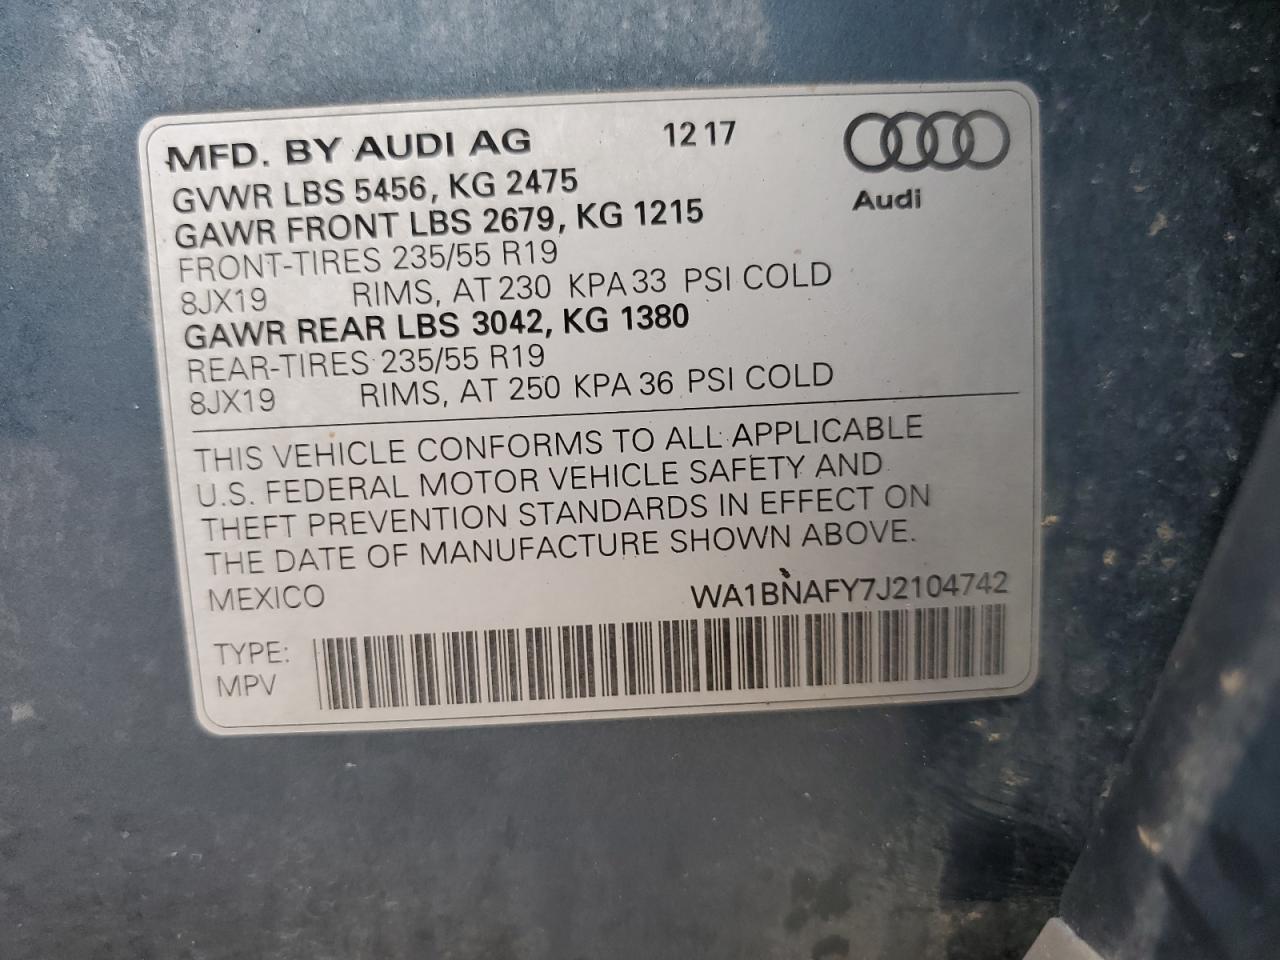 MFD. BY AUDI AG 12 17
Audi
GVWR LBS 5456, KG 2475
GAWR FRONT LBS 2679, KG 1215
FRONT-TIRES 235/55 R19
8JX19 RIMS, AT 230 KPA 33 PSI COLD
GAWR REAR LBS 3042, KG 1380
REAR-TIRES 235/55 R19
8JX19 RIMS, AT 250 KPA 36 PSI COLD
THIS VEHICLE CONFORMS TO ALL APPLICABLE
U.S. FEDERAL MOTOR VEHICLE SAFETY AND
THEFT PREVENTION STANDARDS IN EFFECT ON
THE DATE OF MANUFACTURE SHOWN ABOVE.
MEXICO WA1BNAFY7J2104742
TYPE:
MPV